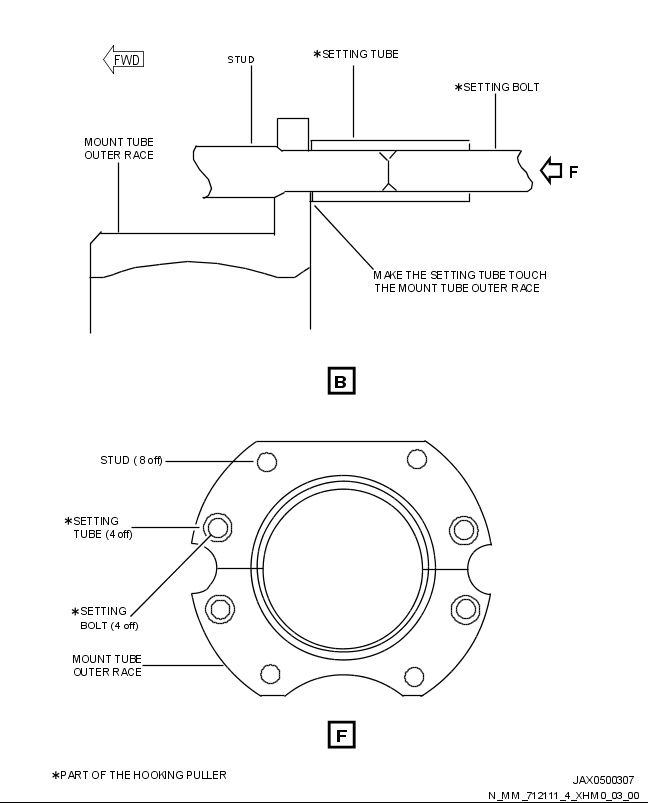 FWD
STUD
∗SETTING TUBE
∗SETTING BOLT
MOUNT TUBE
OUTER RACE
F
MAKE THE SETTING TUBE TOUCH
THE MOUNT TUBE OUTER RACE
B
STUD ( 8 off)
∗SETTING
TUBE (4 off)
∗SETTING
BOLT (4 off)
MOUNT TUBE
OUTER RACE
F
∗PART OF THE HOOKING PULLER
JAX0500307
N_MM_712111_4_XHM0_03_00